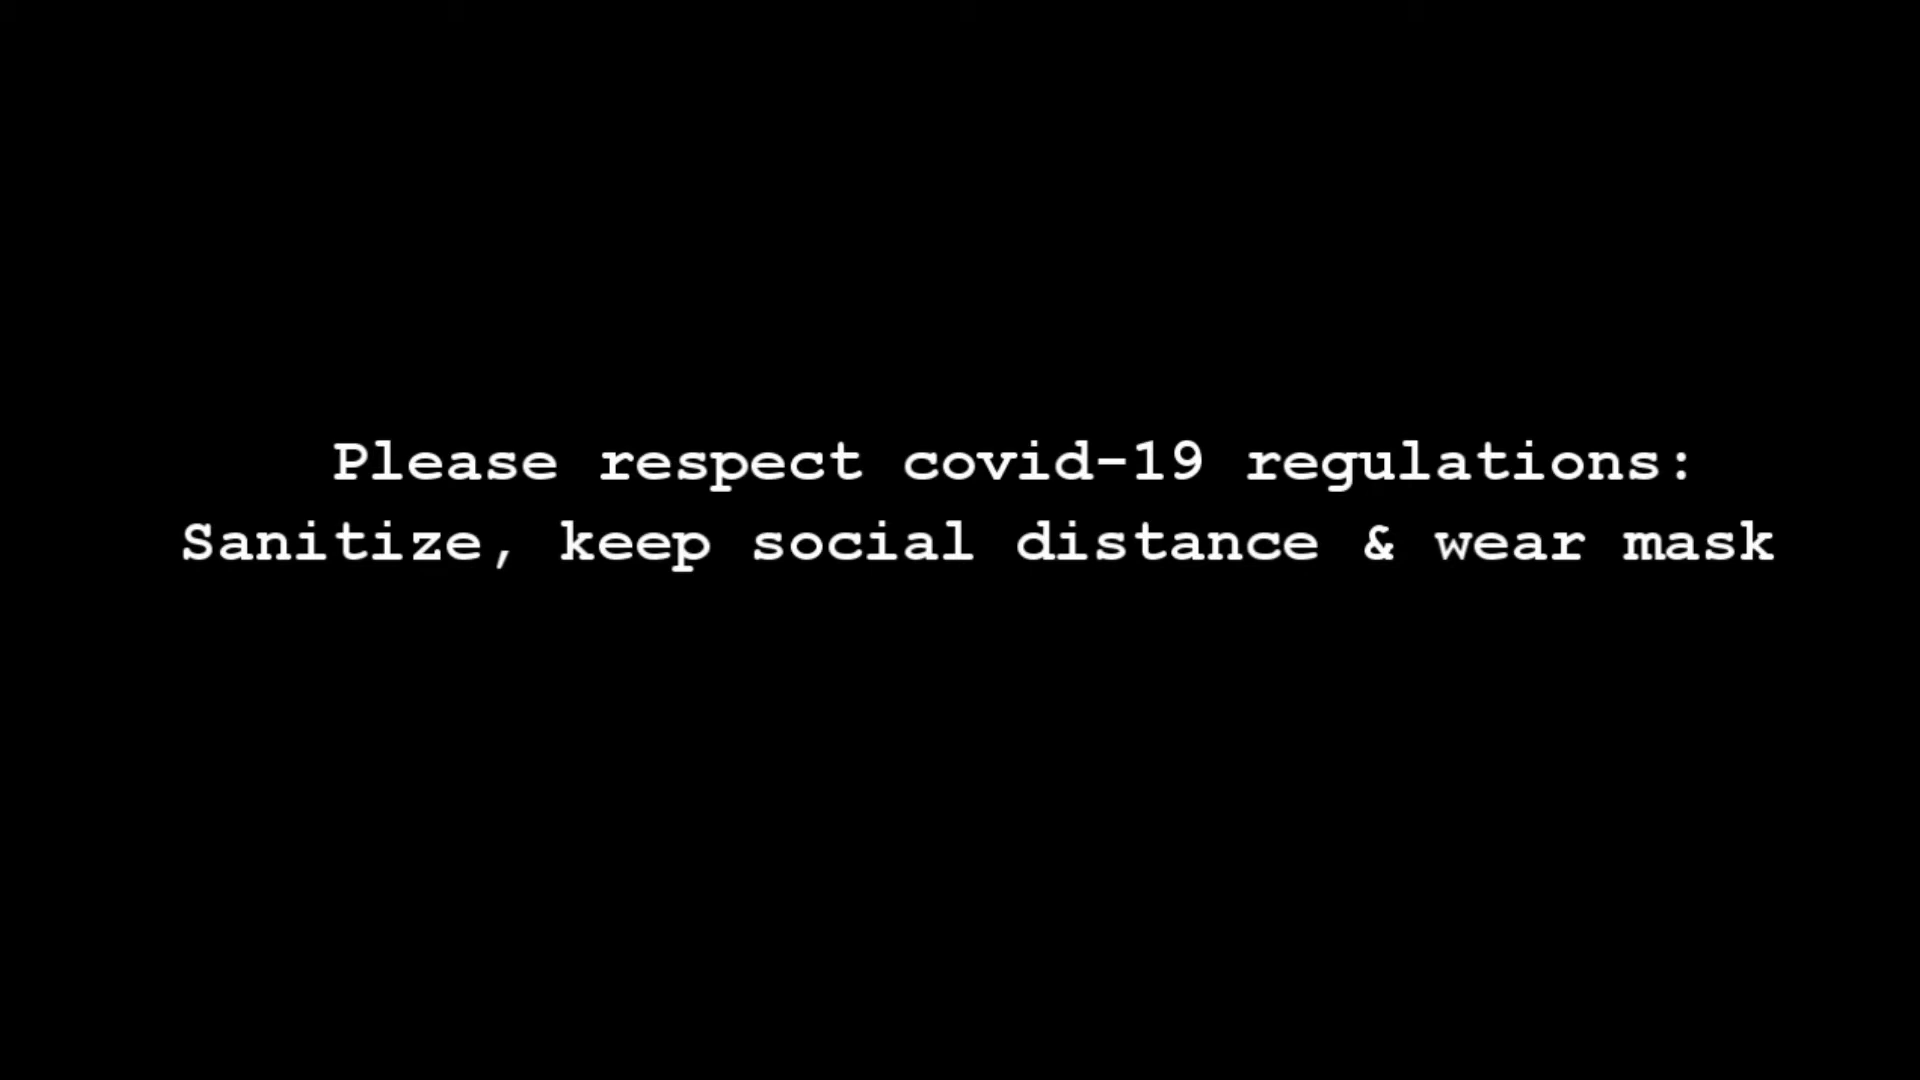 Please respect covid-19 regulations:
Sanitize, keep social distance & wear mask